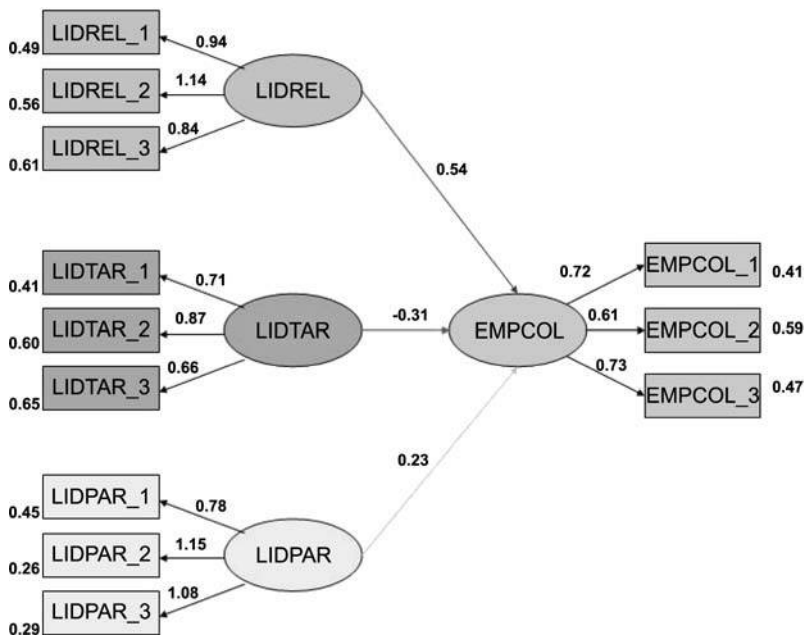 LIDREL_1
0.49
0.94
LIDREL_2
0.56
1.14
LIDREL_3
0.61
0.84
LIDREL
0.54
LIDTAR_1
0.41
0.71
LIDTAR_2
0.60
0.87
LIDTAR_3
0.65
0.66
LIDTAR
-0.31
EMPCOL
0.72
EMPCOL_1
0.41
0.61
EMPCOL_2
0.59
0.73
EMPCOL_3
0.47
LIDPAR_1
0.45
0.78
LIDPAR_2
0.26
1.15
LIDPAR_3
0.29
1.08
LIDPAR
0.23